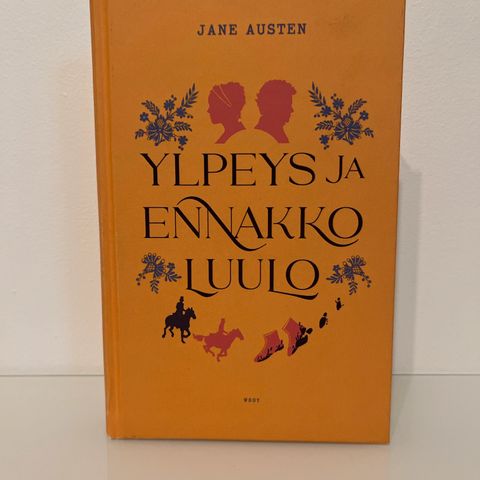 JANE AUSTEN
YLPEYS JA
ENNAKKO
LUULO
WSOY